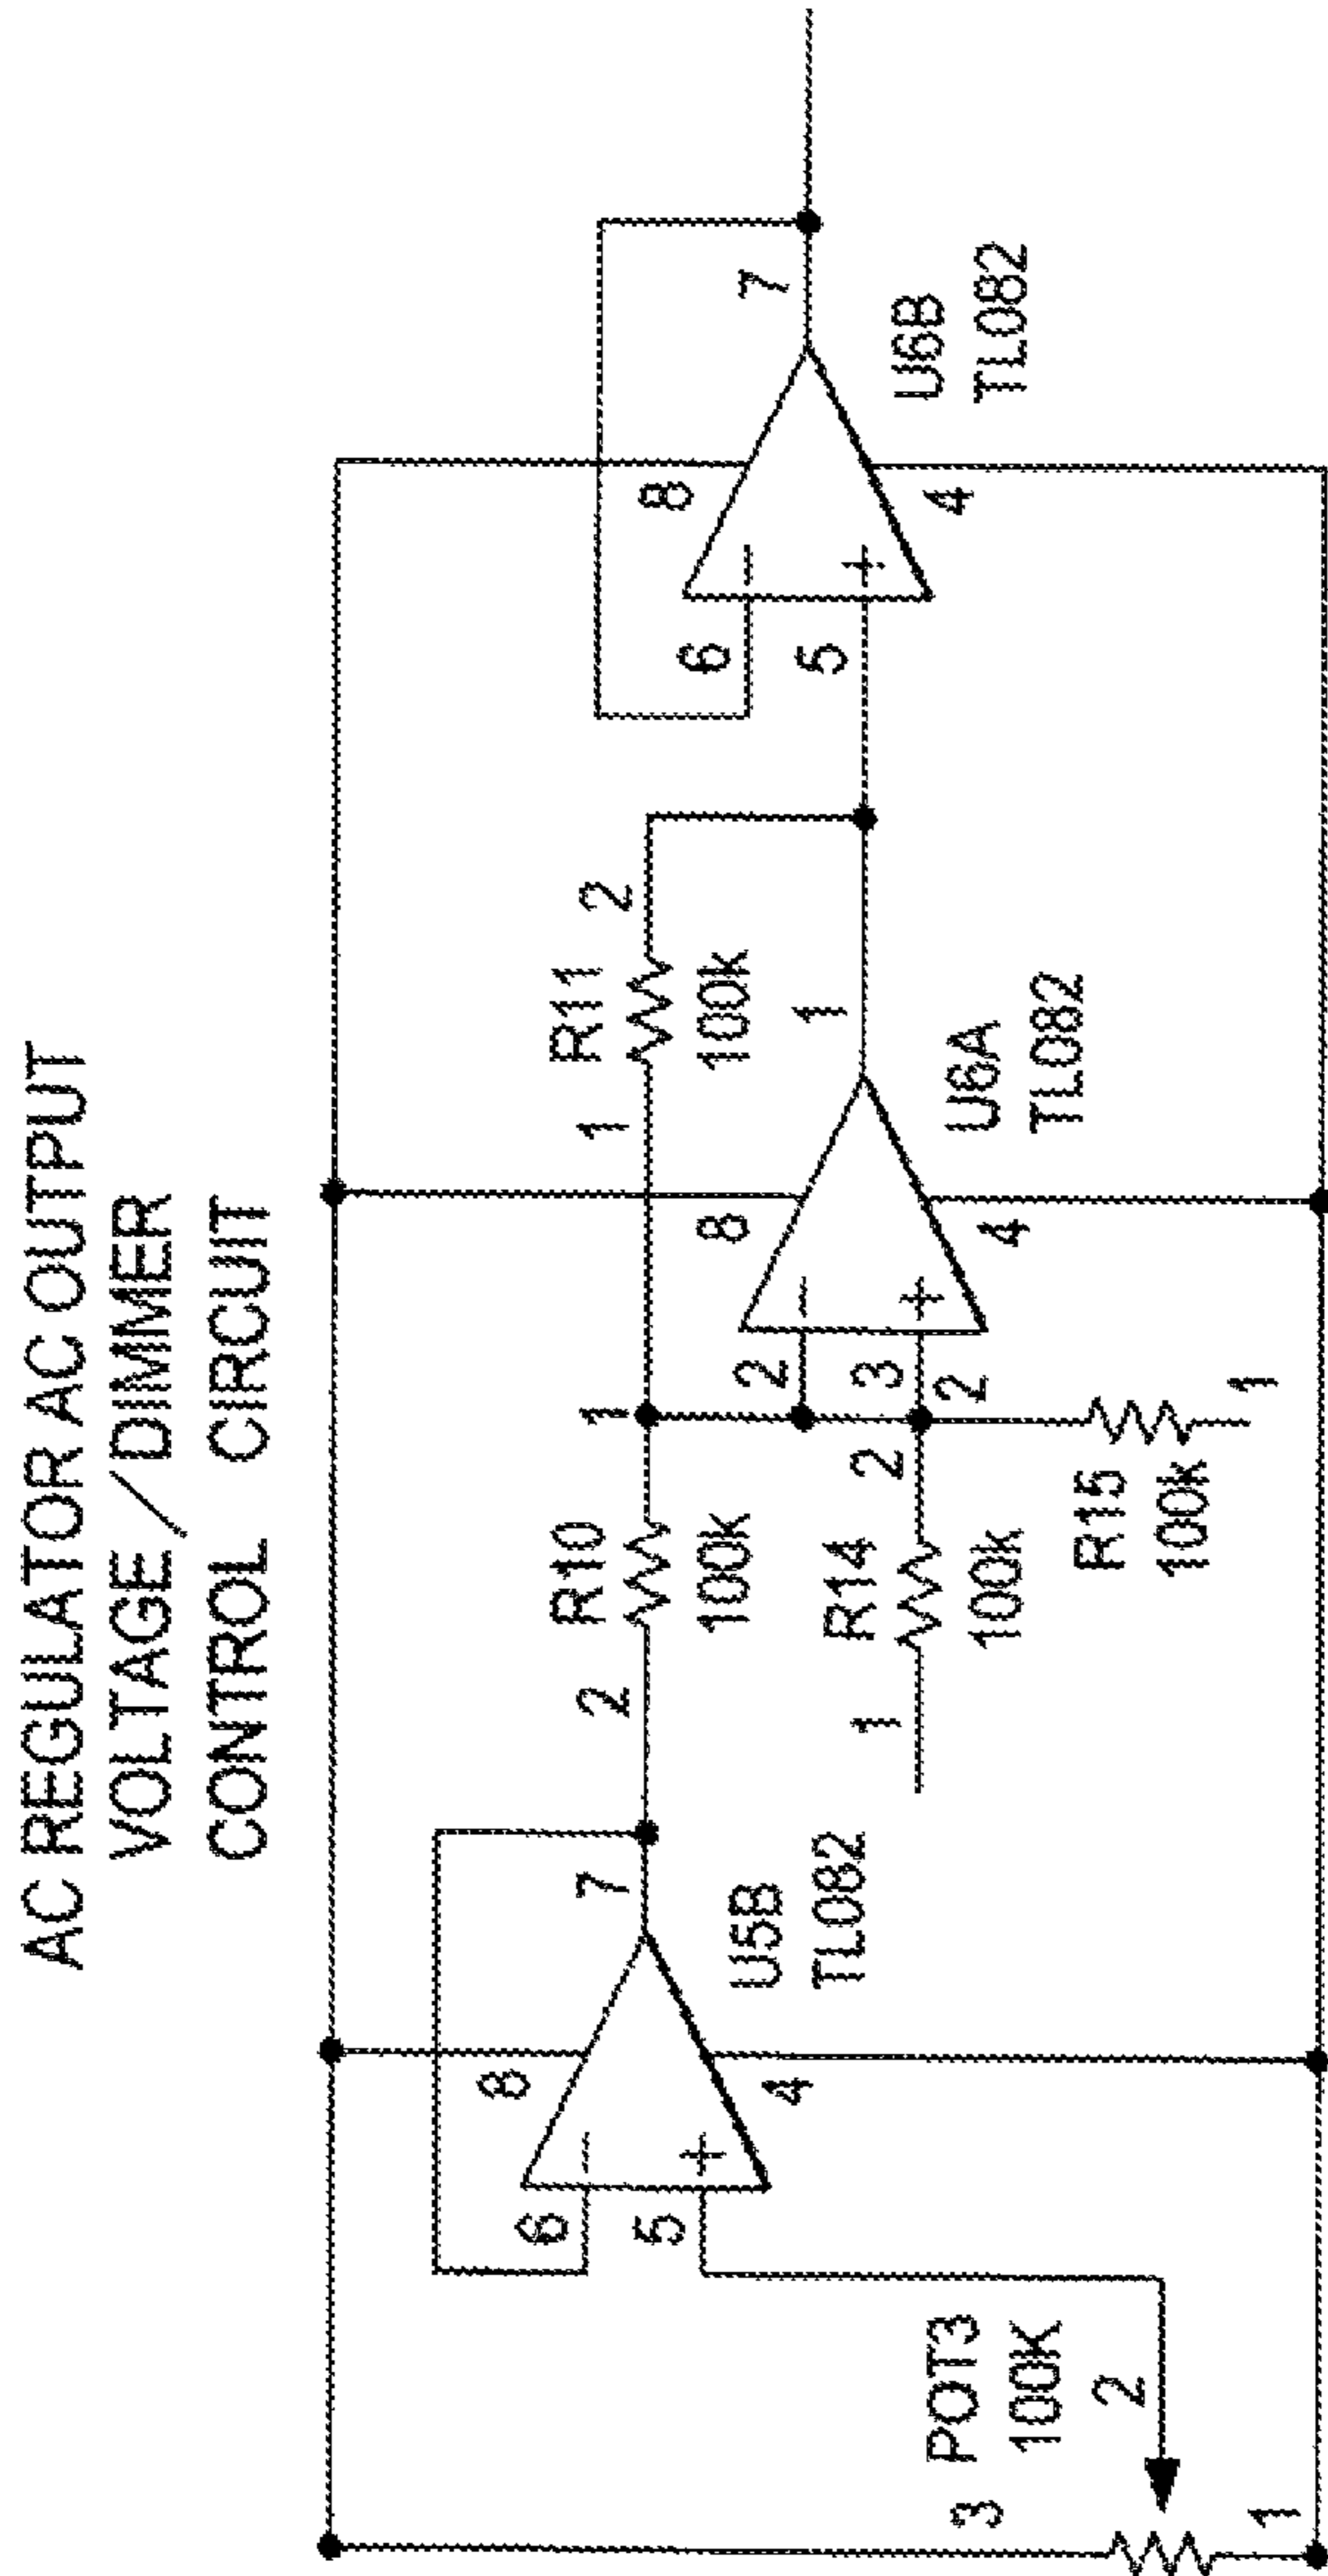 AC REGULATOR AC OUTPUT
VOLTAGE/DIMMER
CONTROL CIRCUIT
3
POT3
100K
2
1
6
5
8
4
7
U5B
TL082
2
R10
100k
1
1
R14
100k
2
2
3
2
R15
100k
1
8
4
1
R11
100k
2
1
U6A
TL082
6
5
8
4
7
U6B
TL082